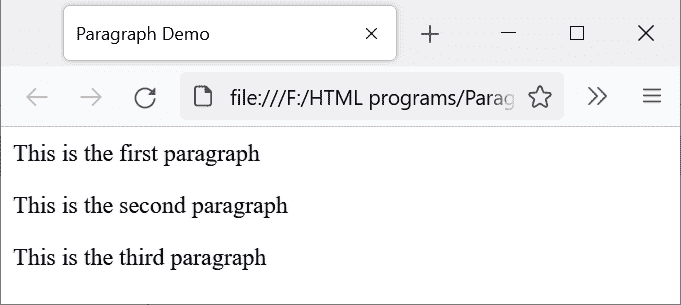 Paragraph Demo
file:///F:/HTML programs/Parag
This is the first paragraph
This is the second paragraph
This is the third paragraph